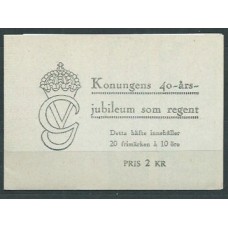 Konungens 40-års-
jubileum som regent
Detta häfte innehåller
20 frimärken à 10 öre
PRIS 2 KR